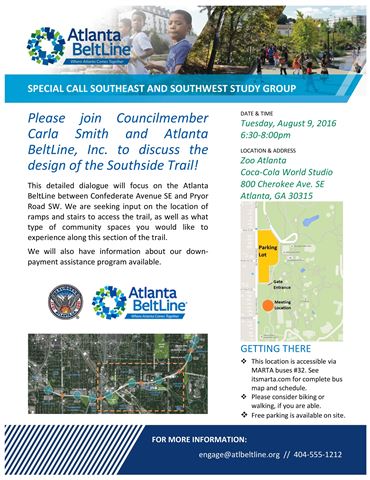 Atlanta
BeltLine
Where Atlanta Comes Together
SPECIAL CALL SOUTHEAST AND SOUTHWEST STUDY GROUP
Please join Councilmember
Carla Smith and Atlanta
BeltLine, Inc. to discuss the
design of the Southside Trail!
This detailed dialogue will focus on the Atlanta
BeltLine between Confederate Avenue SE and Pryor
Road SW. We are seeking input on the location of
ramps and stairs to access the trail, as well as what
type of community spaces you would like to
experience along this section of the trail.
We will also have information about our down-
payment assistance program available.
Atlanta
BeltLine
Where Atlanta Comes Together
DATE & TIME
Tuesday, August 9, 2016
6:30-8:00pm
LOCATION & ADDRESS
Zoo Atlanta
Coca-Cola World Studio
800 Cherokee Ave. SE
Atlanta, GA 30315
Parking
Lot
Gate
Entrance
Meeting
Location
GETTING THERE
❖ This location is accessible via
MARTA buses #32. See
itsmarta.com for complete bus
map and schedule.
❖ Please consider biking or
walking, if you are able.
❖ Free parking is available on site.
FOR MORE INFORMATION:
engage@atlbeltline.org // 404-555-1212